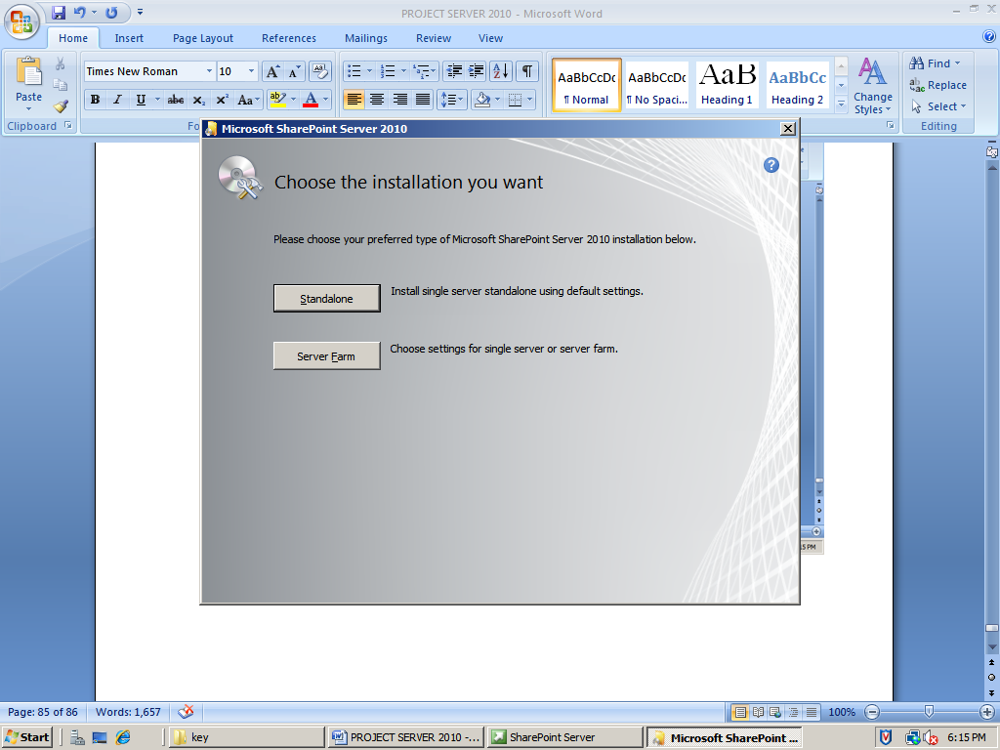 PROJECT SERVER 2010 - Microsoft Word
Home Insert Page Layout References Mailings Review View
Paste
Clipboard
Times New Roman 10
B I U abc X₂ X² Aa
AaBbCcDc AaBbCcDc AaB AaBbCc
¶ Normal ¶ No Spaci... Heading 1 Heading 2
Change Styles
Find
Replace
Select
Editing
Microsoft SharePoint Server 2010
Choose the installation you want
Please choose your preferred type of Microsoft SharePoint Server 2010 installation below.
Standalone Install single server standalone using default settings.
Server Farm Choose settings for single server or server farm.
Page: 85 of 86 Words: 1,657 100%
Start key PROJECT SERVER 2010 -... SharePoint Server Microsoft SharePoint ... 6:15 PM